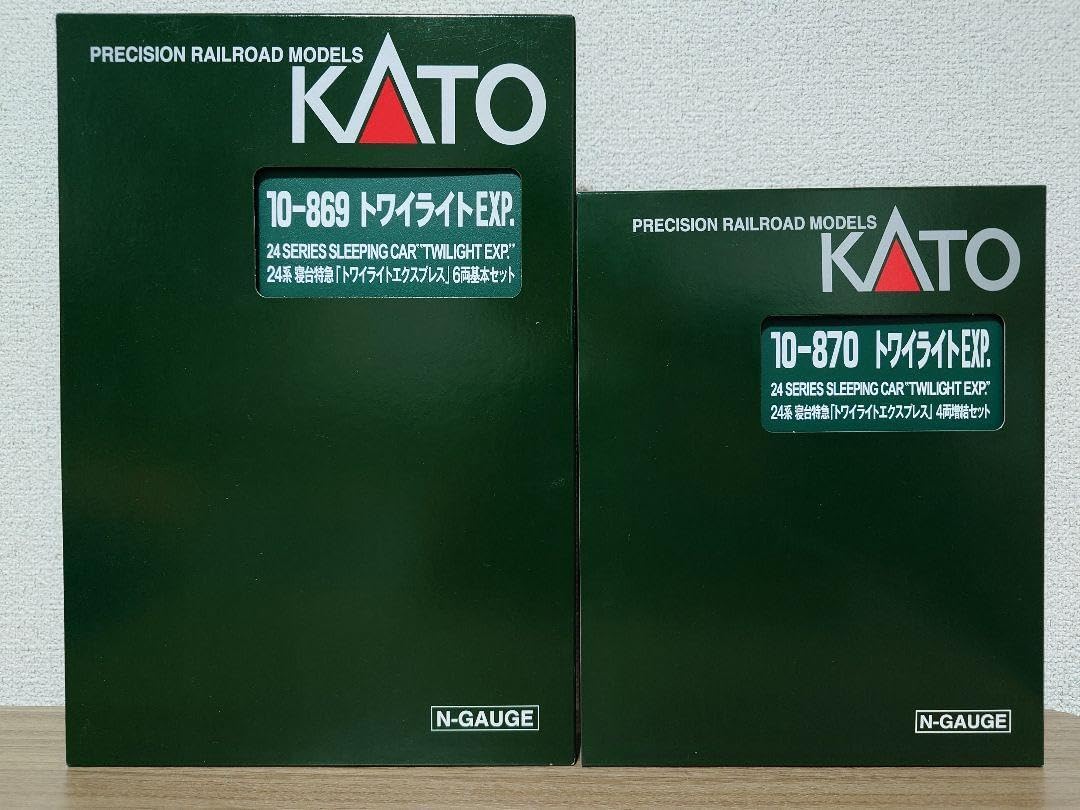 PRECISION RAILROAD MODELS
KATO
10-869 トワイライトEXP.
24 SERIES SLEEPING CAR"TWILIGHT EXP."
24系 寝台特急「トワイライトエクスプレス」6両基本セット
N-GAUGE
PRECISION RAILROAD MODELS
KATO
10-870 トワイライトEXP.
24 SERIES SLEEPING CAR"TWILIGHT EXP."
24系 寝台特急「トワイライトエクスプレス」4両増結セット
N-GAUGE